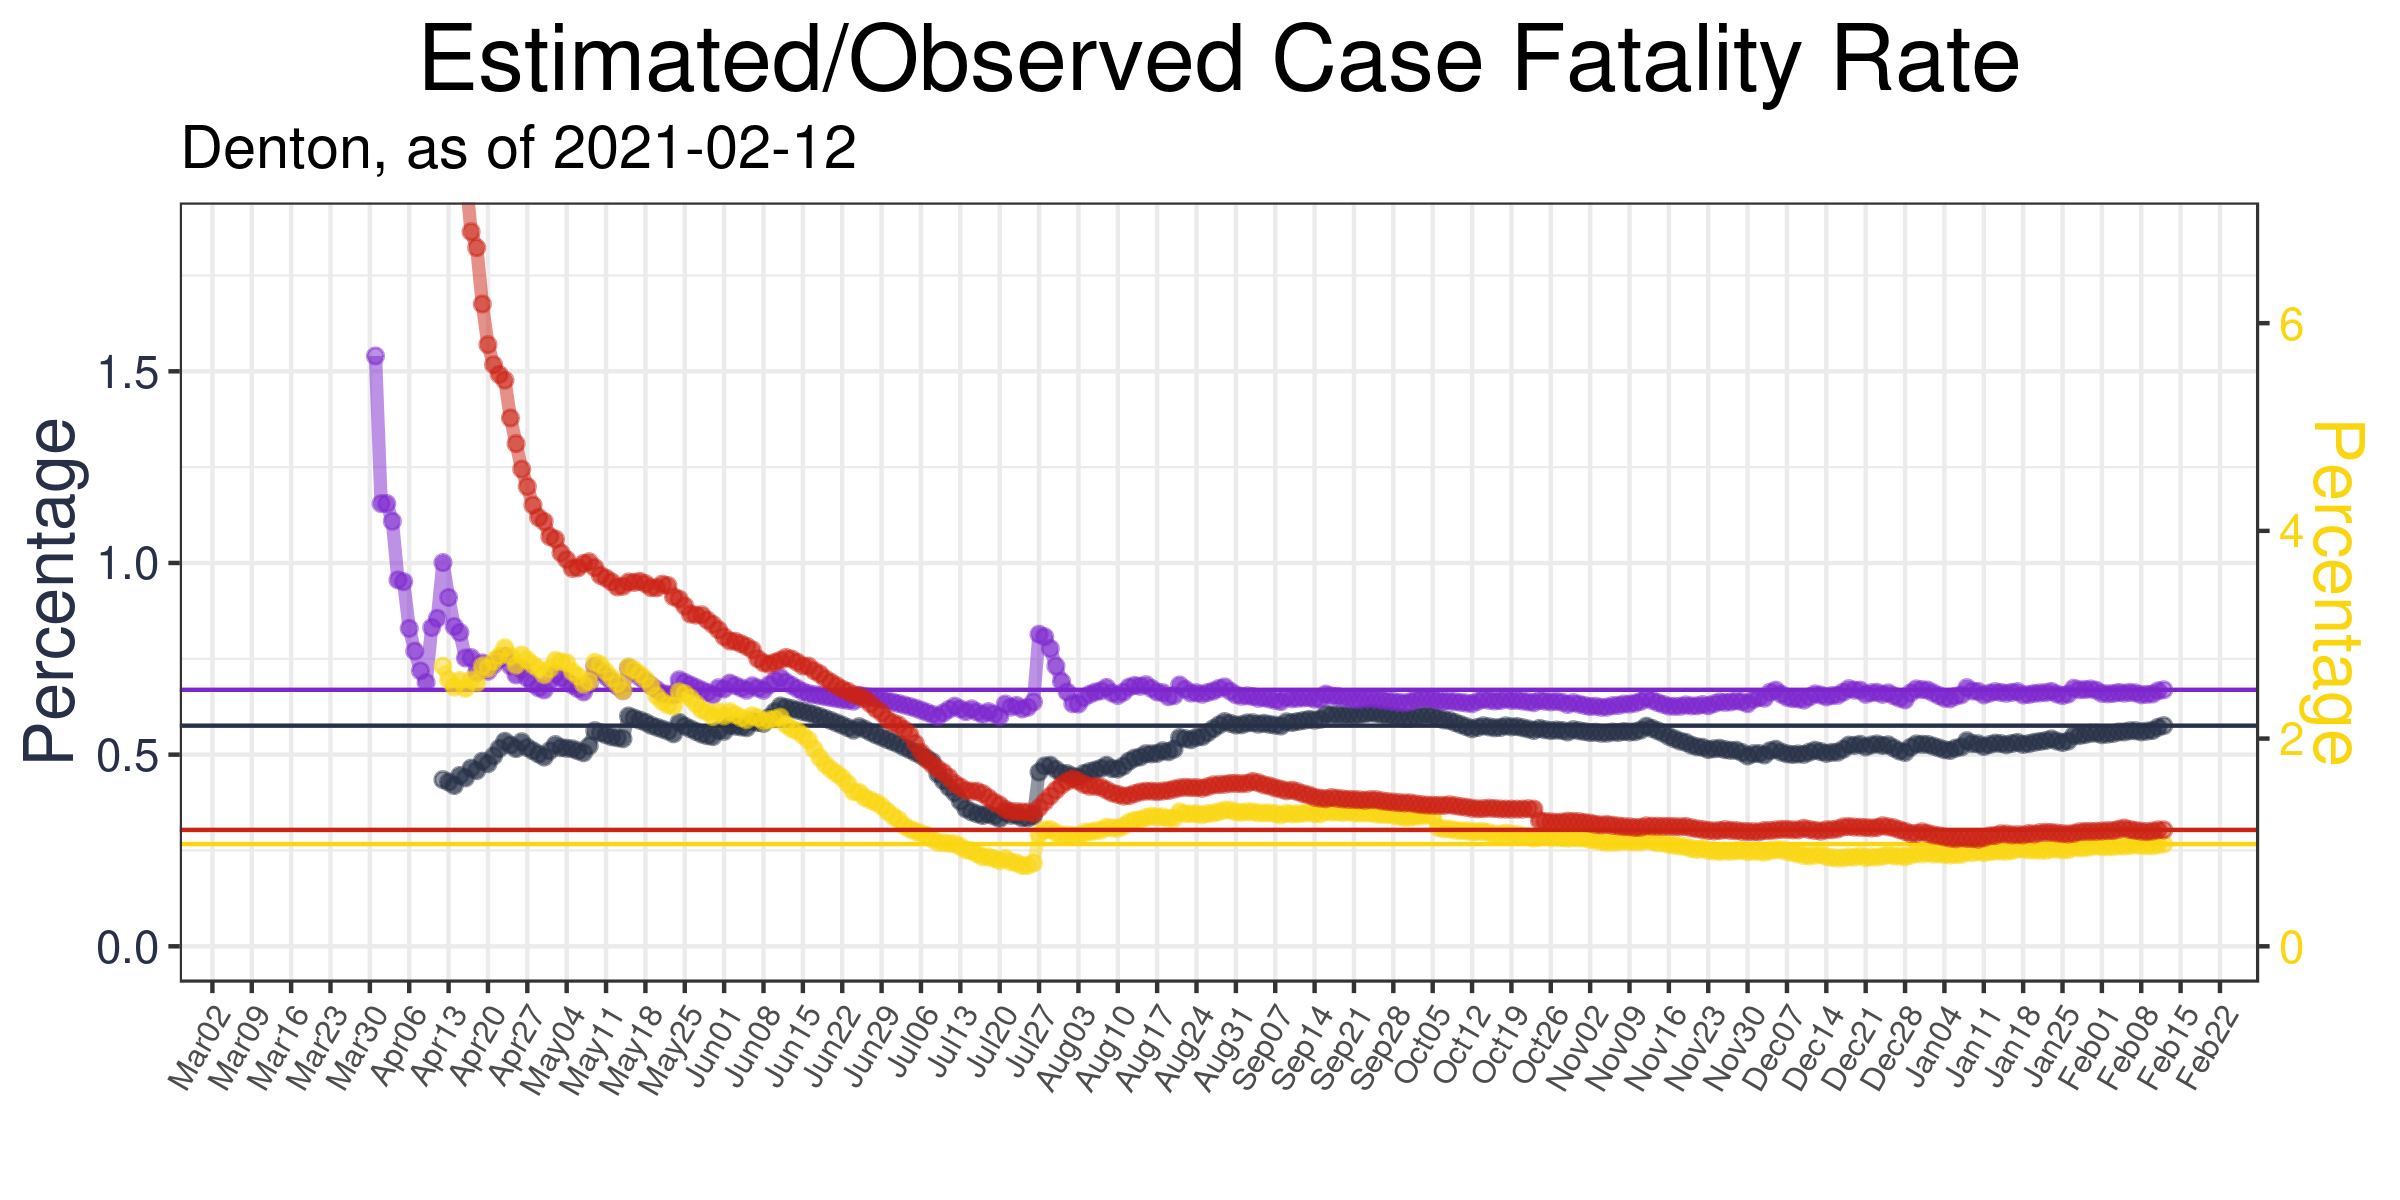 Estimated/Observed Case Fatality Rate
Denton, as of 2021-02-12
Percentage
1.5
1.0
0.5
0.0
6
4
2
0
Percentage
Mar02
Mar09
Mar16
Mar23
Mar30
Apr06
Apr13
Apr20
Apr27
May04
May11
May18
May25
Jun01
Jun08
Jun15
Jun22
Jun29
Jul06
Jul13
Jul20
Jul27
Aug03
Aug10
Aug17
Aug24
Aug31
Sep07
Sep14
Sep21
Sep28
Oct05
Oct12
Oct19
Oct26
Nov02
Nov09
Nov16
Nov23
Nov30
Dec07
Dec14
Dec21
Dec28
Jan04
Jan11
Jan18
Jan25
Feb01
Feb08
Feb15
Feb22